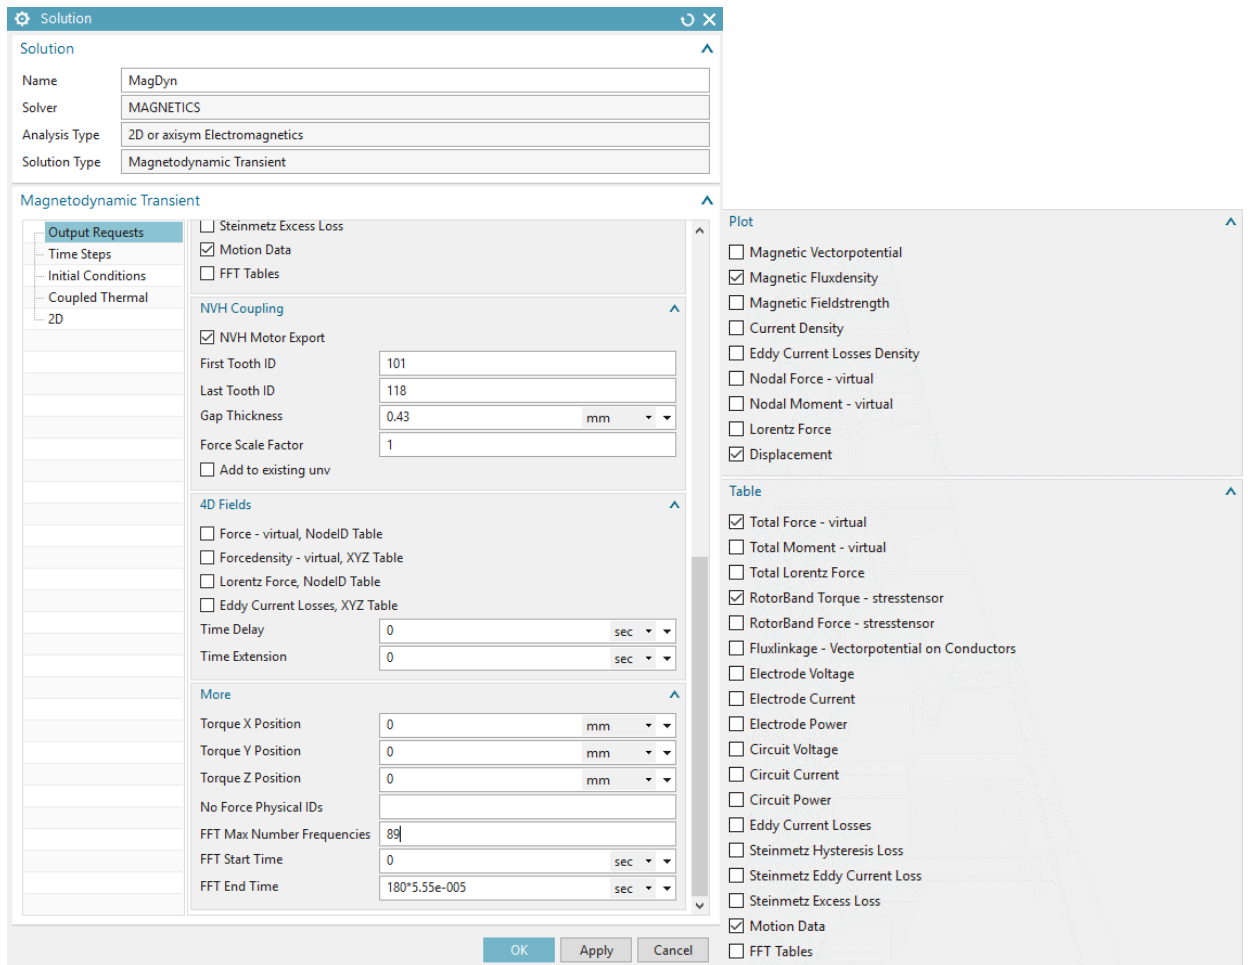 Solution
Solution
Name MagDyn
Solver MAGNETICS
Analysis Type 2D or axisym Electromagnetics
Solution Type Magnetodynamic Transient
Magnetodynamic Transient
Output Requests
Time Steps
Initial Conditions
Coupled Thermal
2D
Steinmetz Excess Loss
Motion Data
FFT Tables
NVH Coupling
NVH Motor Export
First Tooth ID 101
Last Tooth ID 118
Gap Thickness 0.43 mm
Force Scale Factor 1
Add to existing unv
4D Fields
Force - virtual, NodeID Table
Forcedensity - virtual, XYZ Table
Lorentz Force, NodeID Table
Eddy Current Losses, XYZ Table
Time Delay 0 sec
Time Extension 0 sec
More
Torque X Position 0 mm
Torque Y Position 0 mm
Torque Z Position 0 mm
No Force Physical IDs
FFT Max Number Frequencies 89
FFT Start Time 0 sec
FFT End Time 180*5.55e-005 sec
OK Apply Cancel
Plot
Magnetic Vectorpotential
Magnetic Fluxdensity
Magnetic Fieldstrength
Current Density
Eddy Current Losses Density
Nodal Force - virtual
Nodal Moment - virtual
Lorentz Force
Displacement
Table
Total Force - virtual
Total Moment - virtual
Total Lorentz Force
RotorBand Torque - stresstensor
RotorBand Force - stresstensor
Fluxlinkage - Vectorpotential on Conductors
Electrode Voltage
Electrode Current
Electrode Power
Circuit Voltage
Circuit Current
Circuit Power
Eddy Current Losses
Steinmetz Hysteresis Loss
Steinmetz Eddy Current Loss
Steinmetz Excess Loss
Motion Data
FFT Tables